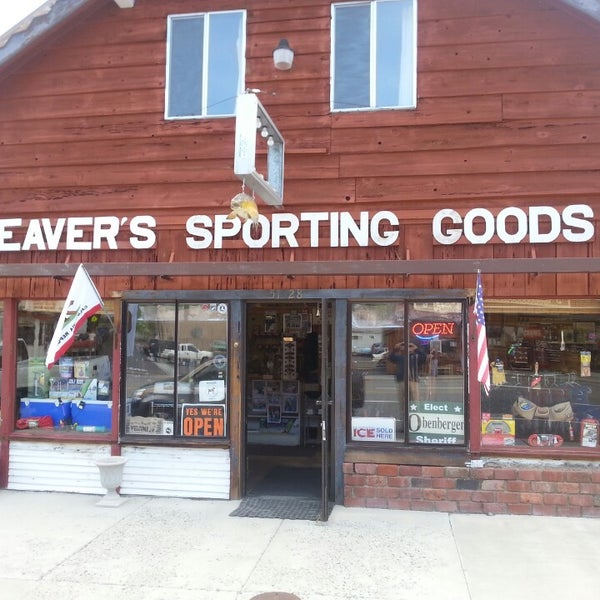 EAVER'S SPORTING GOODS
OPEN
YES WE'RE
OPEN
ICE SOLD
HERE
Elect
Obenberger
Sheriff